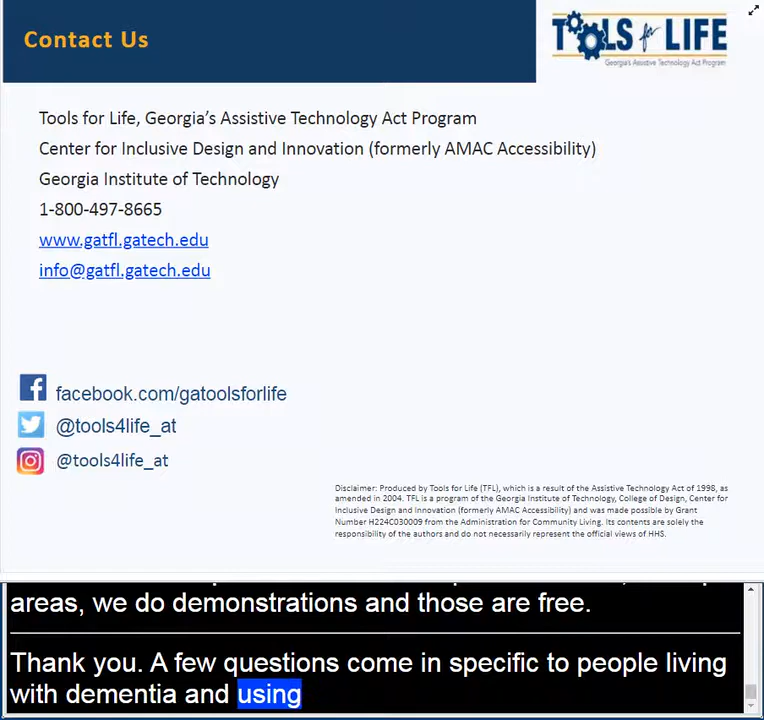 Contact Us
TOOLS for LIFE
Georgia's Assistive Technology Act Program
Tools for Life, Georgia’s Assistive Technology Act Program
Center for Inclusive Design and Innovation (formerly AMAC Accessibility)
Georgia Institute of Technology
1-800-497-8665
www.gatfl.gatech.edu
info@gatfl.gatech.edu
facebook.com/gatoolsforlife
@tools4life_at
@tools4life_at
Disclaimer: Produced by Tools for Life (TFL), which is a result of the Assistive Technology Act of 1998, as
amended in 2004. TFL is a program of the Georgia Institute of Technology, College of Design, Center for
Inclusive Design and Innovation (formerly AMAC Accessibility) and was made possible by Grant
Number H224C030009 from the Administration for Community Living. Its contents are solely the
responsibility of the authors and do not necessarily represent the official views of HHS.
areas, we do demonstrations and those are free.
Thank you. A few questions come in specific to people living
with dementia and using